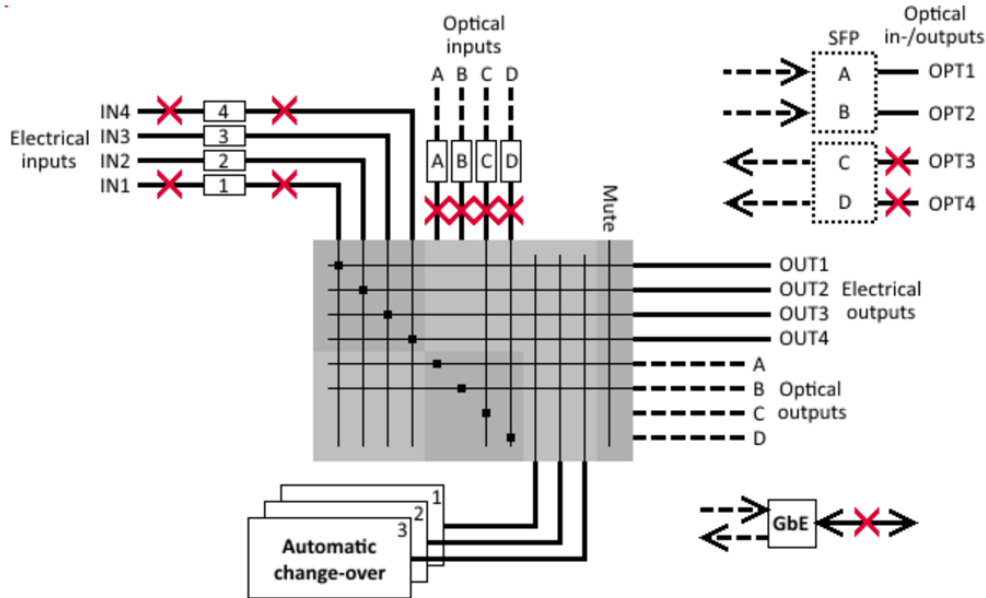 Optical
inputs
A B C D
Optical
in-/outputs
SFP
A OPT1
B OPT2
C OPT3
D OPT4
Electrical
inputs
IN4 4
IN3 3
IN2 2
IN1 1
A B C D
Mute
OUT1
OUT2
OUT3
OUT4
Electrical
outputs
A
B
C
D
Optical
outputs
1
2
3
Automatic
change-over
GbE